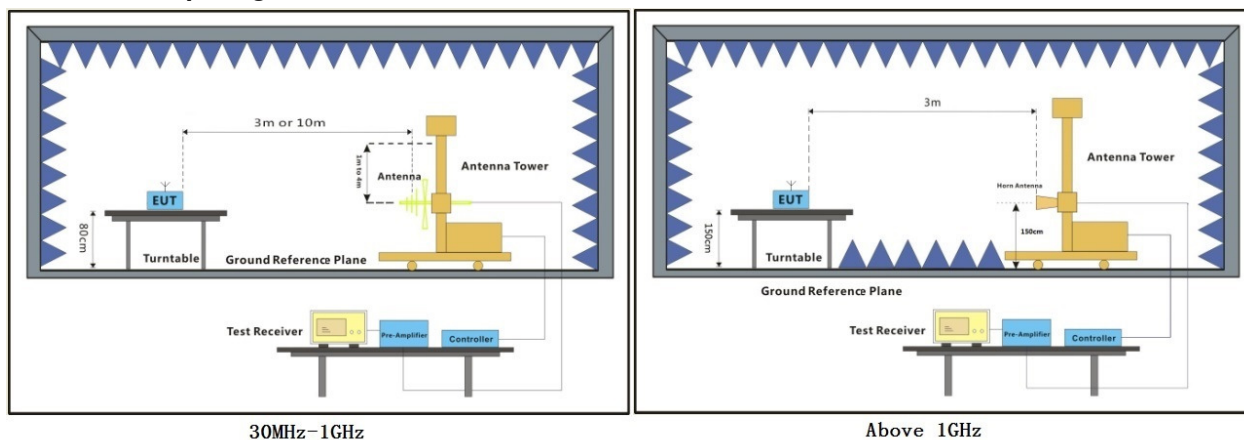 3m or 10m
1m to 4m
Antenna
Antenna Tower
EUT
80cm
Turntable
Ground Reference Plane
Test Receiver
Pre-Amplifier
Controller
30MHz-1GHz
3m
Antenna Tower
Horn Antenna
EUT
150cm
150cm
Turntable
Ground Reference Plane
Test Receiver
Pre-Amplifier
Controller
Above 1GHz